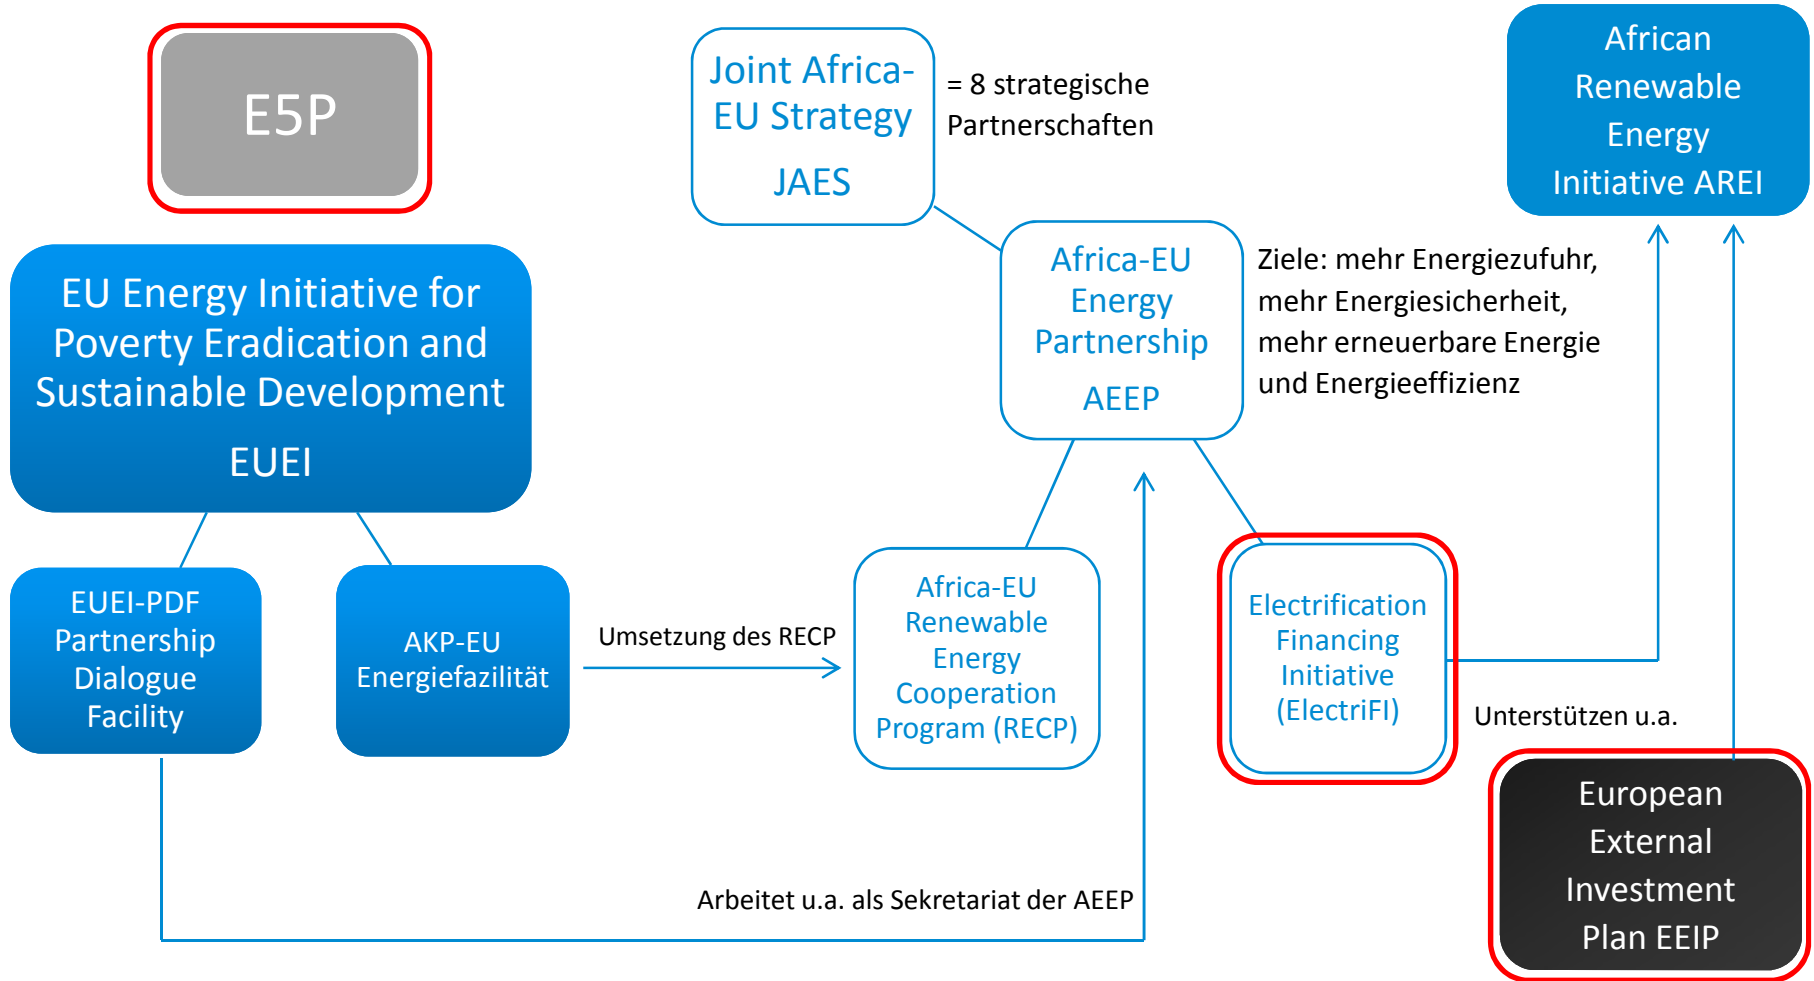 E5P
EU Energy Initiative for
Poverty Eradication and
Sustainable Development
EUEI
EUEI-PDF
Partnership
Dialogue
Facility
AKP-EU
Energiefazilität
Umsetzung des RECP
Arbeitet u.a. als Sekretariat der AEEP
Joint Africa-
EU Strategy
JAES
= 8 strategische
Partnerschaften
Africa-EU
Energy
Partnership
AEEP
Ziele: mehr Energiezufuhr,
mehr Energiesicherheit,
mehr erneuerbare Energie
und Energieeffizienz
Africa-EU
Renewable
Energy
Cooperation
Program (RECP)
Electrification
Financing
Initiative
(ElectriFI)
Unterstützen u.a.
African
Renewable
Energy
Initiative AREI
European
External
Investment
Plan EEIP